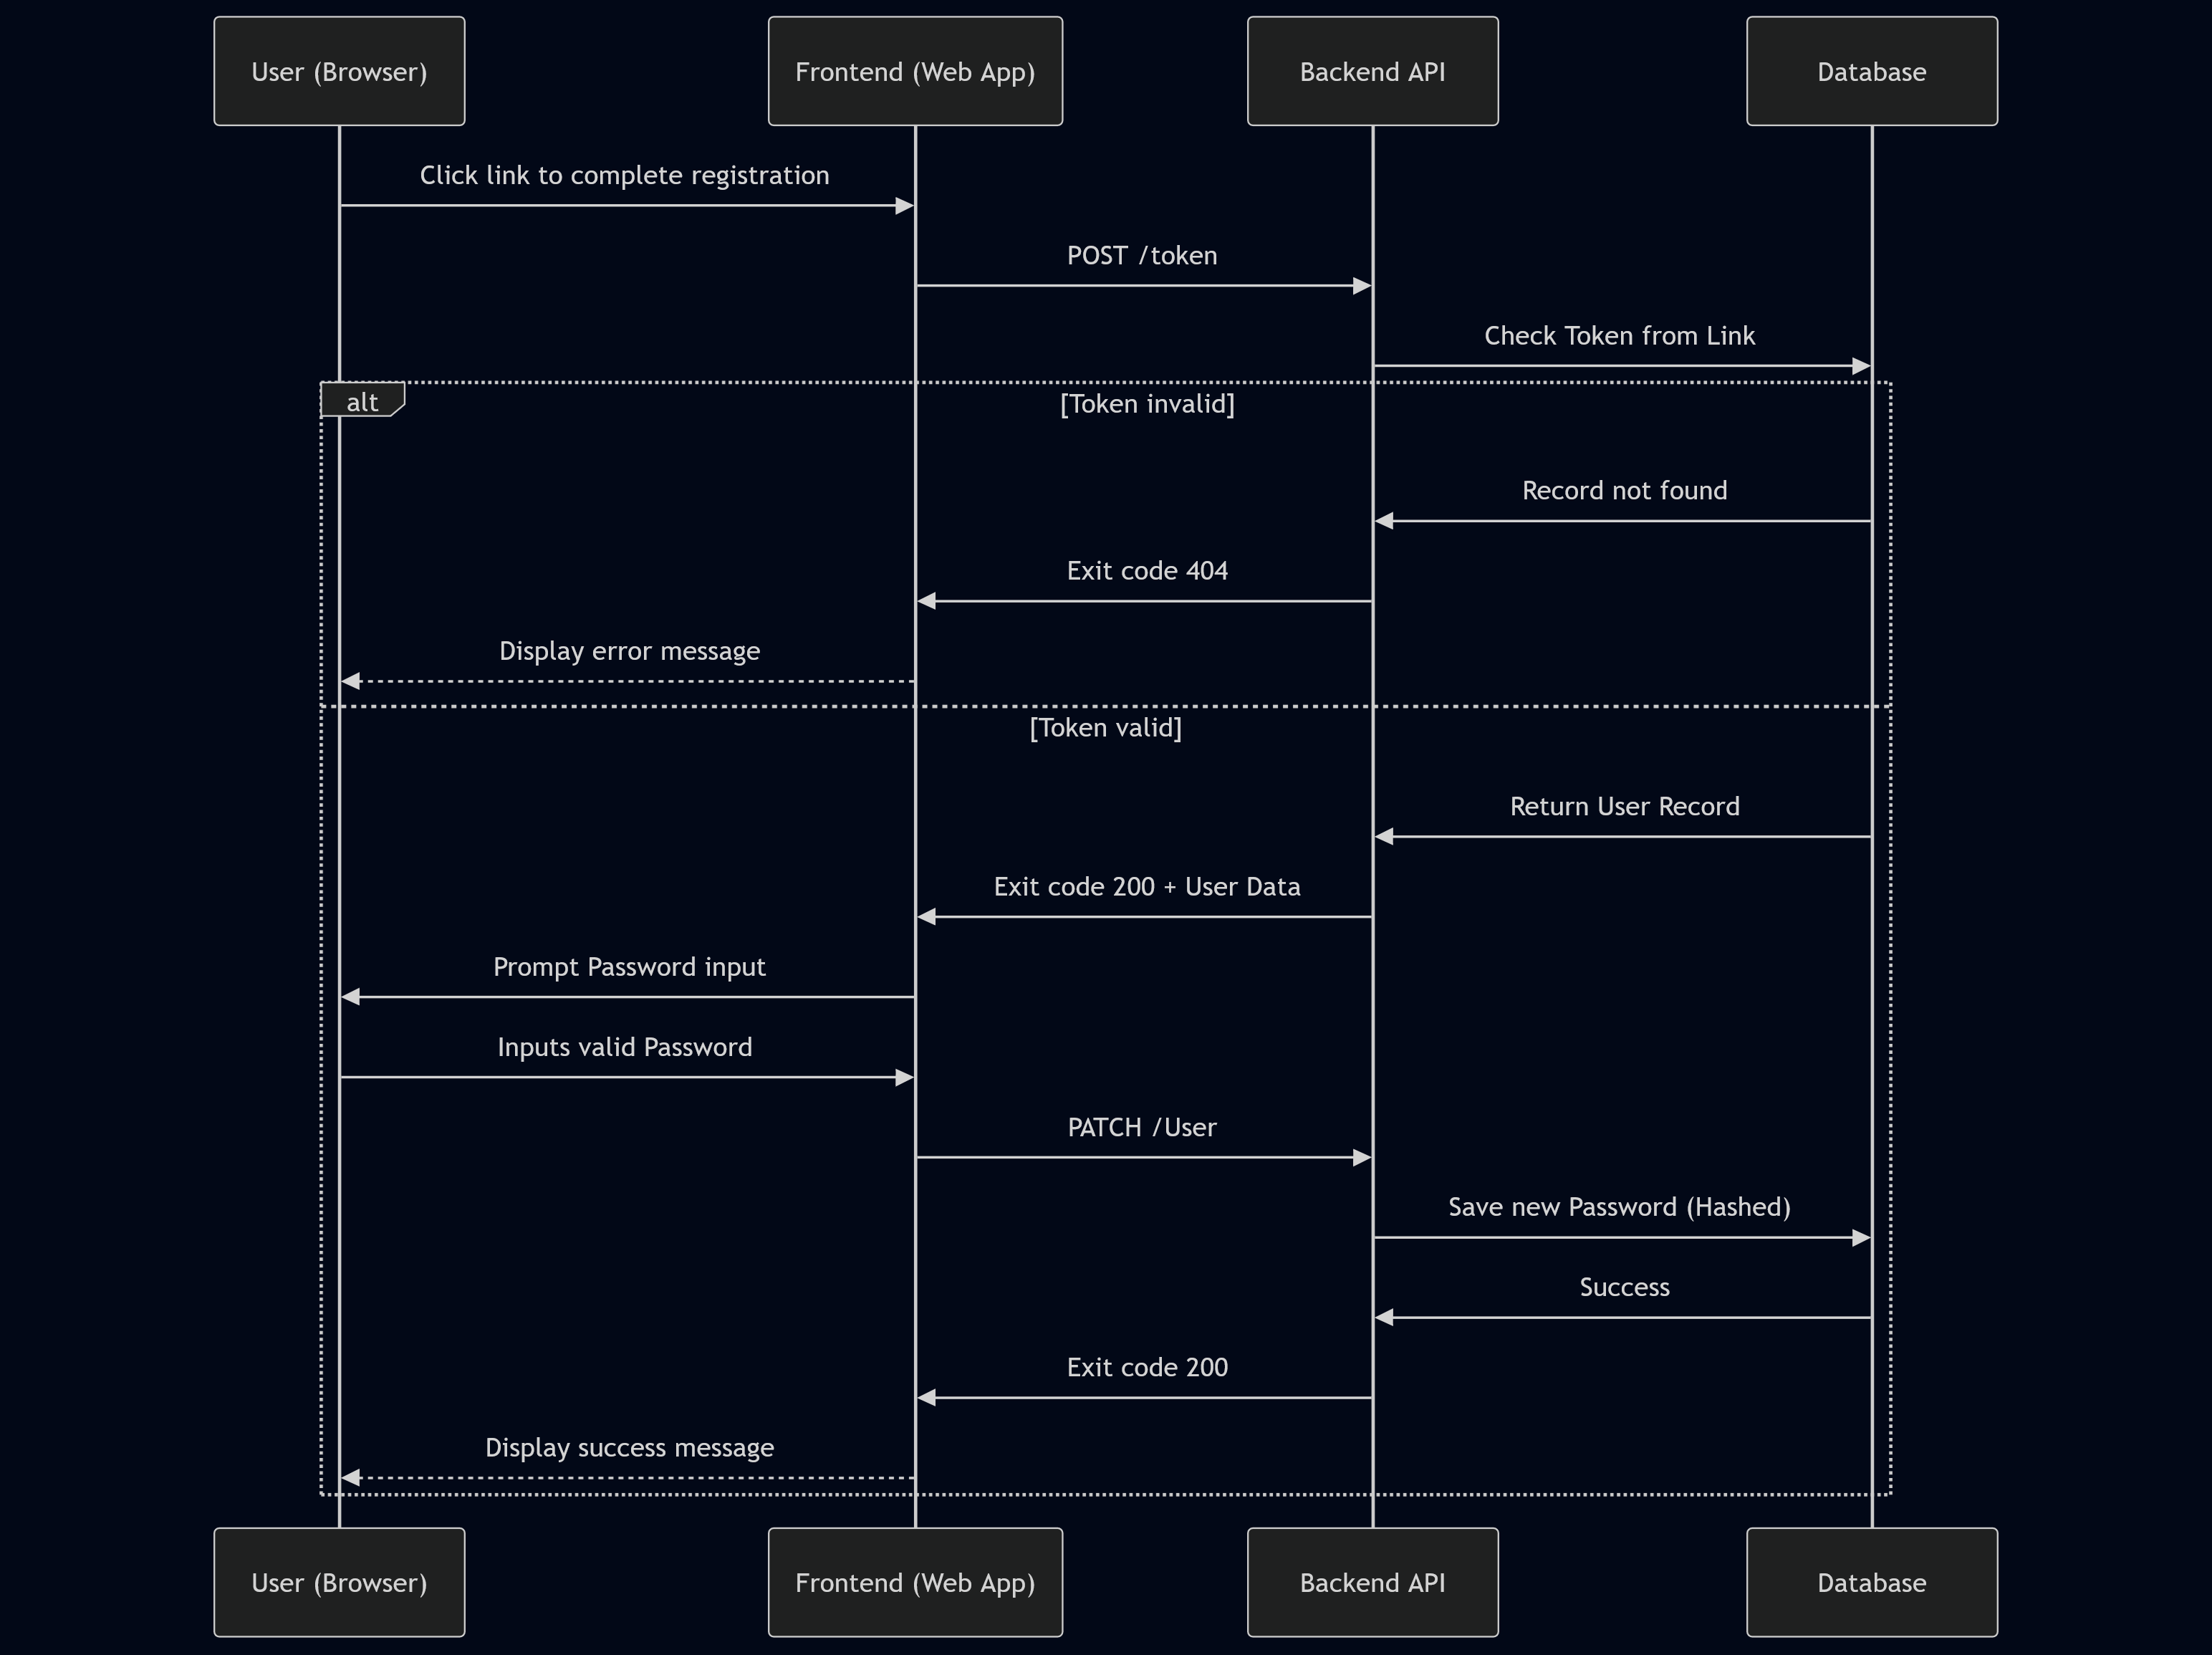 User (Browser)
Frontend (Web App)
Backend API
Database
Click link to complete registration
POST /token
Check Token from Link
alt
[Token invalid]
Record not found
Exit code 404
Display error message
[Token valid]
Return User Record
Exit code 200 + User Data
Prompt Password input
Inputs valid Password
PATCH /User
Save new Password (Hashed)
Success
Exit code 200
Display success message
User (Browser)
Frontend (Web App)
Backend API
Database